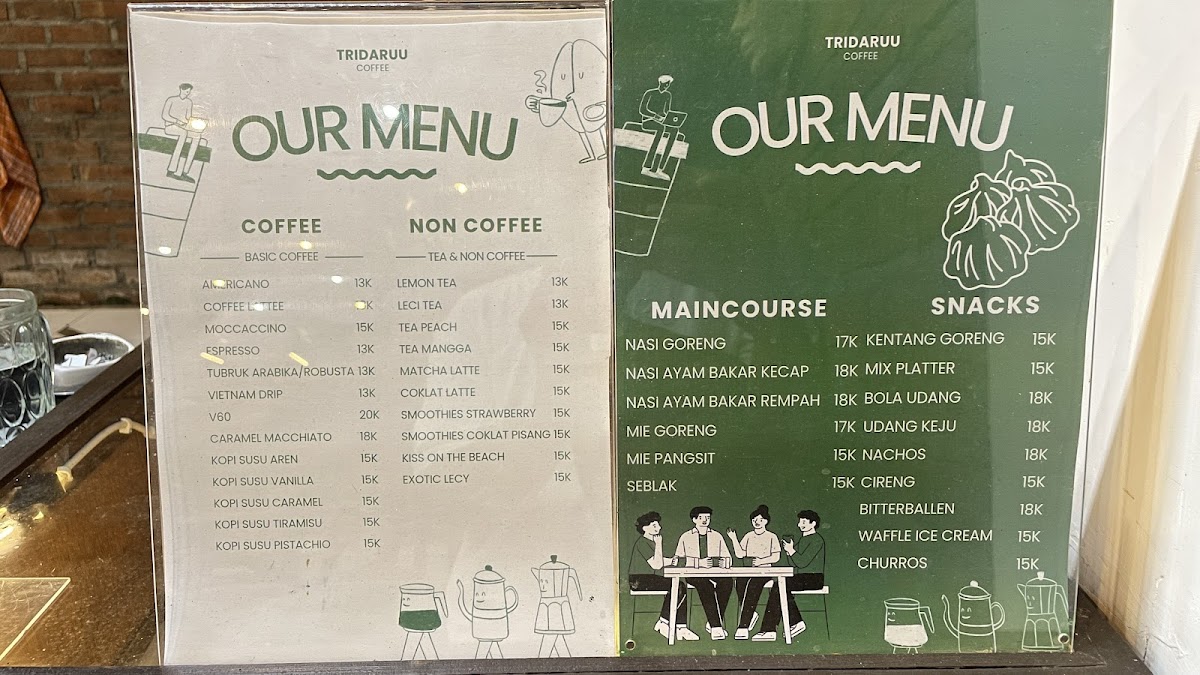 TRIDARUU
COFFEE
OUR MENU
COFFEE
BASIC COFFEE
AMERICANO 13K
COFFEE LATTEE
MOCCACCINO 15K
ESPRESSO 13K
TUBRUK ARABIKA/ROBUSTA 13K
VIETNAM DRIP 13K
V60 20K
CARAMEL MACCHIATO 18K
KOPI SUSU AREN 15K
KOPI SUSU VANILLA 15K
KOPI SUSU CARAMEL 15K
KOPI SUSU TIRAMISU 15K
KOPI SUSU PISTACHIO 15K
NON COFFEE
TEA & NON COFFEE
LEMON TEA 13K
LECI TEA 13K
TEA PEACH 15K
TEA MANGGA 15K
MATCHA LATTE 15K
COKLAT LATTE 15K
SMOOTHIES STRAWBERRY 15K
SMOOTHIES COKLAT PISANG 15K
KISS ON THE BEACH 15K
EXOTIC LECY 15K
TRIDARUU
COFFEE
OUR MENU
MAINCOURSE
NASI GORENG 17K
NASI AYAM BAKAR KECAP 18K
NASI AYAM BAKAR REMPAH 18K
MIE GORENG 17K
MIE PANGSIT 15K
SEBLAK 15K
SNACKS
KENTANG GORENG 15K
MIX PLATTER 15K
BOLA UDANG 18K
UDANG KEJU 18K
NACHOS 18K
CIRENG 15K
BITTERBALLEN 18K
WAFFLE ICE CREAM 15K
CHURROS 15K